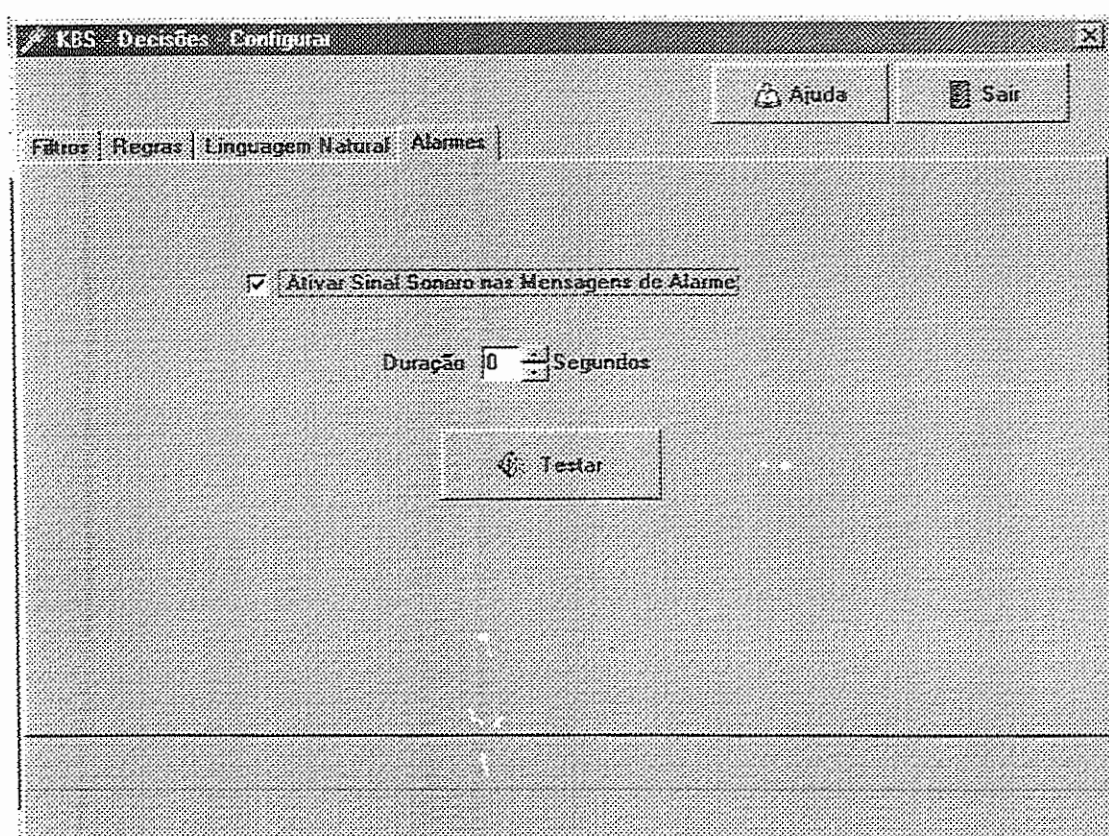 KBS - Decisões - Configurar
Ajuda
Sair
Filtros
Regras
Linguagem Natural
Alarmes
Ativar Sinal Sonoro nas Mensagens de Alarme
Duração 0 Segundos
Testar